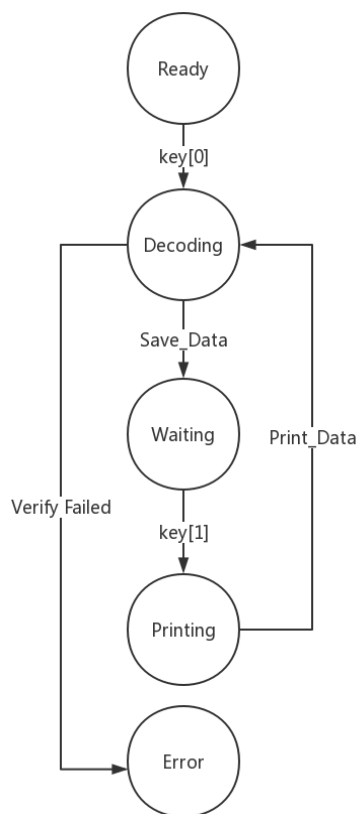 Ready
key[0]
Decoding
Save_Data
Waiting
Print_Data
Verify Failed
key[1]
Printing
Error